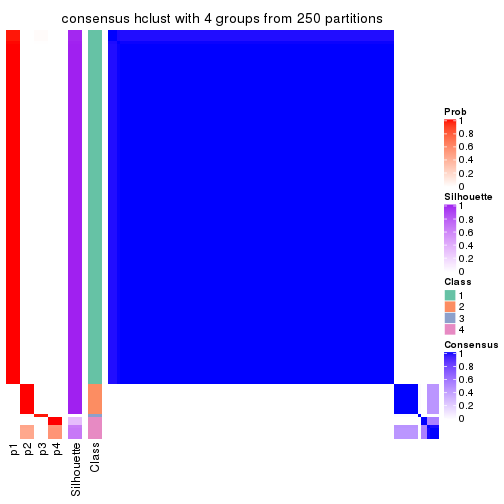 consensus hclust with 4 groups from 250 partitions
Prob
1
0.8
0.6
0.4
0.2
0
Silhouette
1
0.8
0.6
0.4
0.2
0
Class
1
2
3
4
Consensus
1
0.8
0.6
0.4
0.2
0
p1
p2
p3
p4
Silhouette
Class